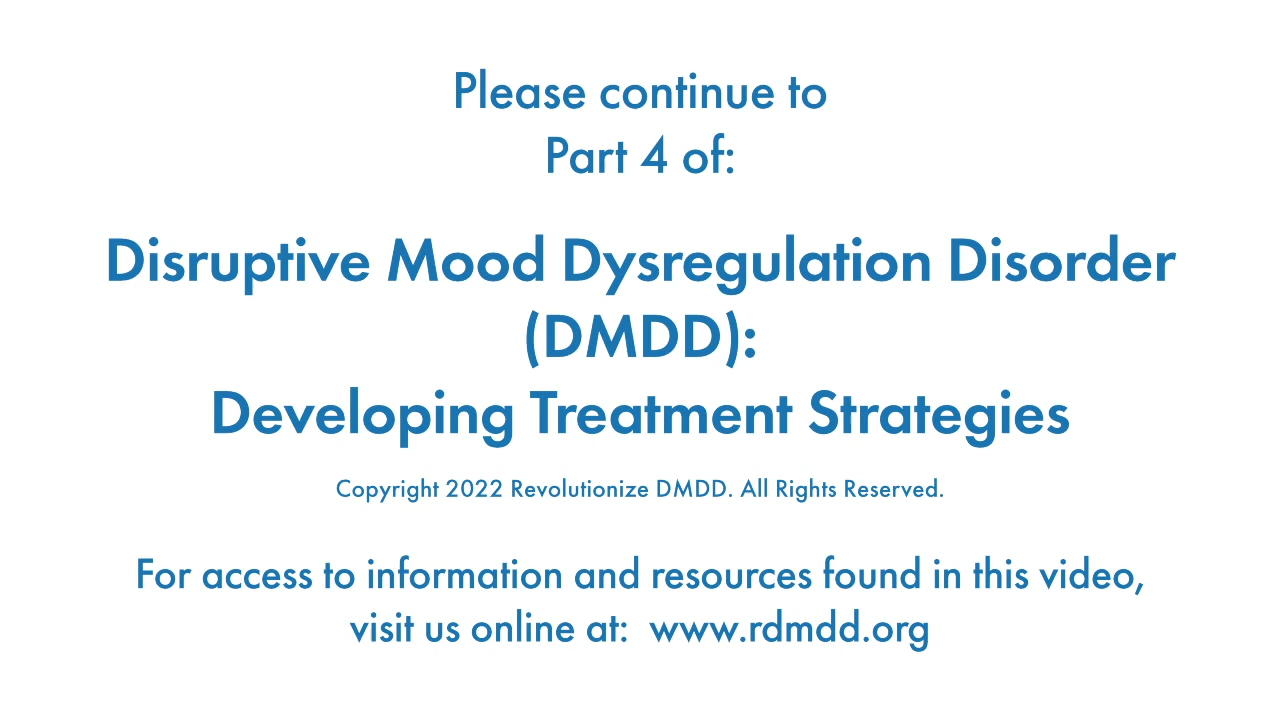 Please continue to
Part 4 of:
Disruptive Mood Dysregulation Disorder
(DMDD):
Developing Treatment Strategies
Copyright 2022 Revolutionize DMDD. All Rights Reserved.
For access to information and resources found in this video,
visit us online at:  www.rdmdd.org